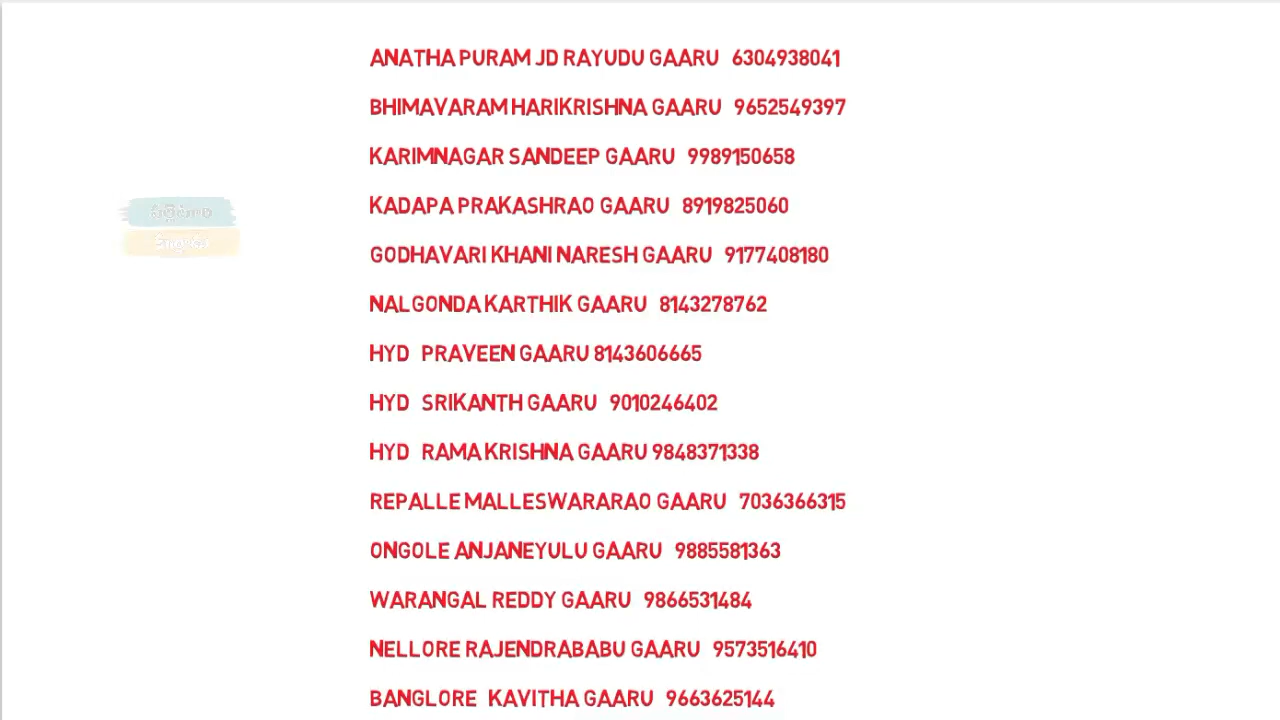 ANATHA PURAM JD RAYUDU GAARU 6304938041
BHIMAVARAM HARIKRISHNA GAARU 9652549397
KARIMNAGAR SANDEEP GAARU 9989150658
KADAPA PRAKASHRAO GAARU 8919825060
GODHAVARI KHANI NARESH GAARU 9177408180
NALGONDA KARTHIK GAARU 8143278762
HYD PRAVEEN GAARU 8143606665
HYD SRIKANTH GAARU 9010246402
HYD RAMA KRISHNA GAARU 9848371338
REPALLE MALLESWARARAO GAARU 7036366315
ONGOLE ANJANEYULU GAARU 9885581363
WARANGAL REDDY GAARU 9866531484
NELLORE RAJENDRABABU GAARU 9573516410
BANGLORE KAVITHA GAARU 9663625144